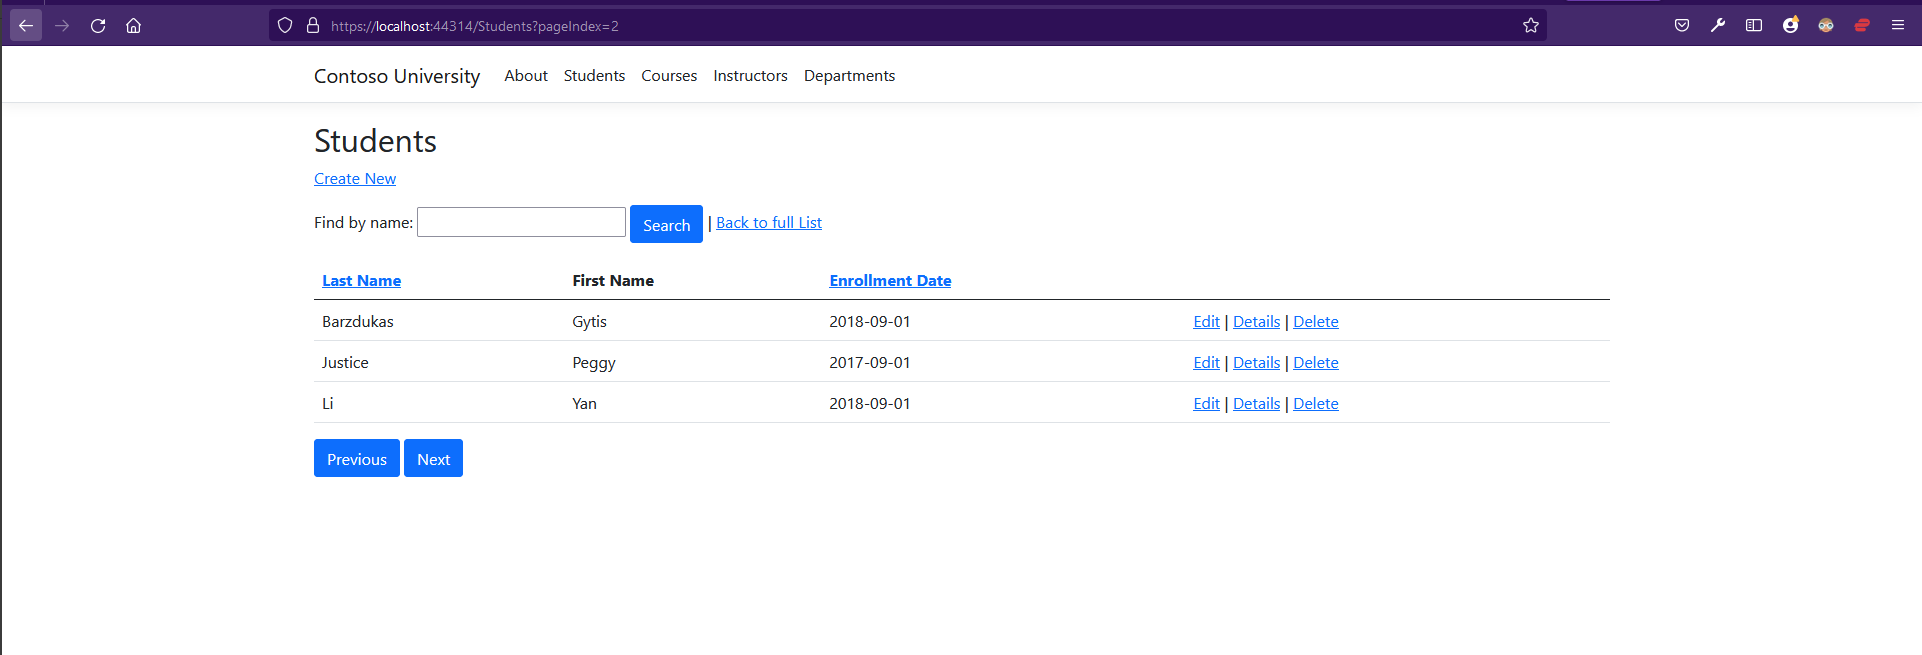 https://localhost:44314/Students?pageIndex=2
Contoso University About Students Courses Instructors Departments
Students
Create New
Find by name: Search | Back to full List
Last Name First Name Enrollment Date
Barzdukas Gytis 2018-09-01 Edit | Details | Delete
Justice Peggy 2017-09-01 Edit | Details | Delete
Li Yan 2018-09-01 Edit | Details | Delete
Previous Next